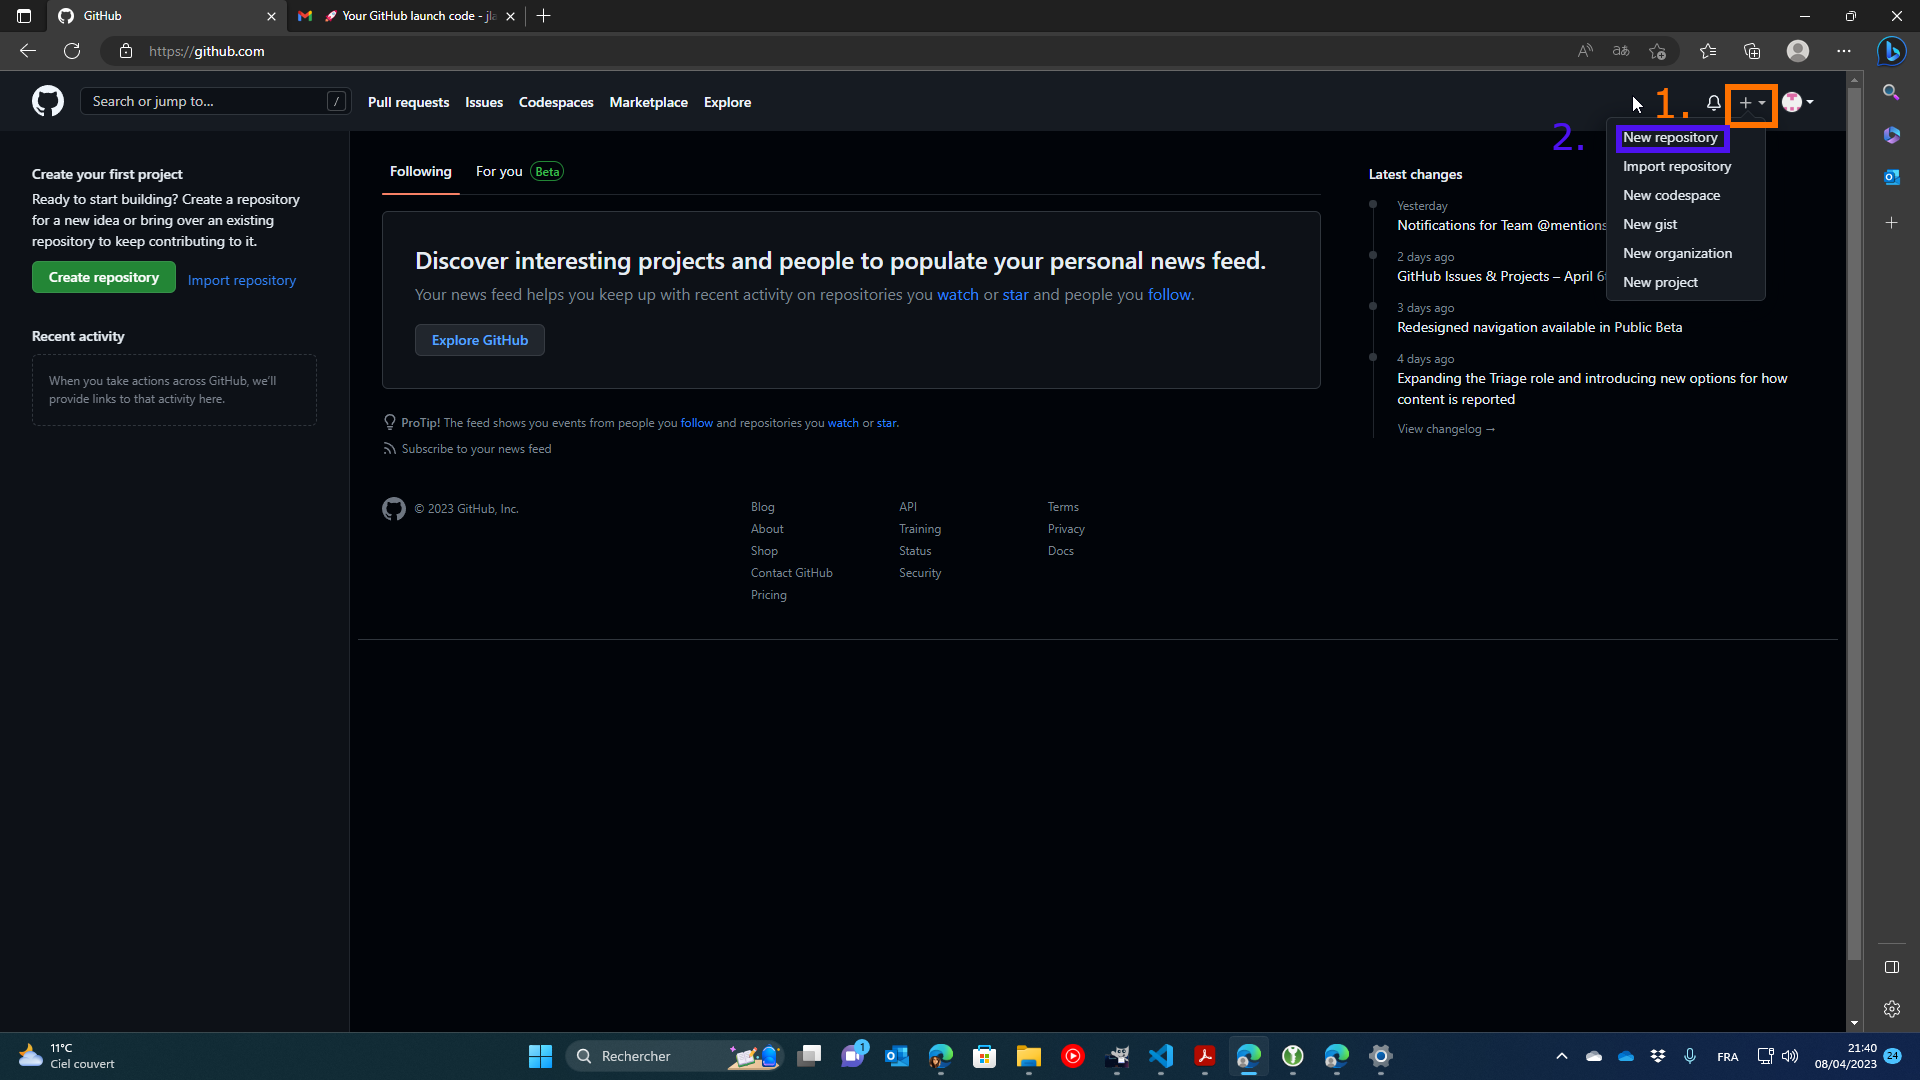 GitHub
Your GitHub launch code - jla
https://github.com
Search or jump to...
/
Pull requests
Issues
Codespaces
Marketplace
Explore
1.
2.
New repository
Import repository
New codespace
New gist
New organization
New project
Create your first project
Ready to start building? Create a repository
for a new idea or bring over an existing
repository to keep contributing to it.
Create repository
Import repository
Recent activity
When you take actions across GitHub, we'll
provide links to that activity here.
Following
For you
Beta
Discover interesting projects and people to populate your personal news feed.
Your news feed helps you keep up with recent activity on repositories you watch or star and people you follow.
Explore GitHub
ProTip! The feed shows you events from people you follow and repositories you watch or star.
Subscribe to your news feed
Latest changes
Yesterday
Notifications for Team @mentions
2 days ago
GitHub Issues & Projects – April 6
3 days ago
Redesigned navigation available in Public Beta
4 days ago
Expanding the Triage role and introducing new options for how
content is reported
View changelog →
© 2023 GitHub, Inc.
Blog
About
Shop
Contact GitHub
Pricing
API
Training
Status
Security
Terms
Privacy
Docs
11°C
Ciel couvert
Rechercher
1
FRA
21:40
08/04/2023
24